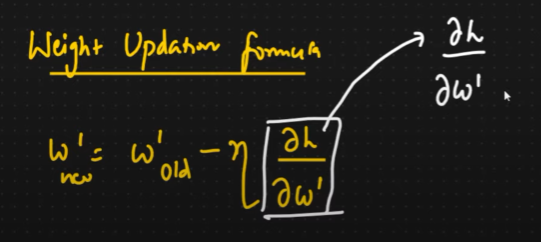 Weight Updation formula
∂h
∂w'
w'new = w'old - η ∂h
∂w'